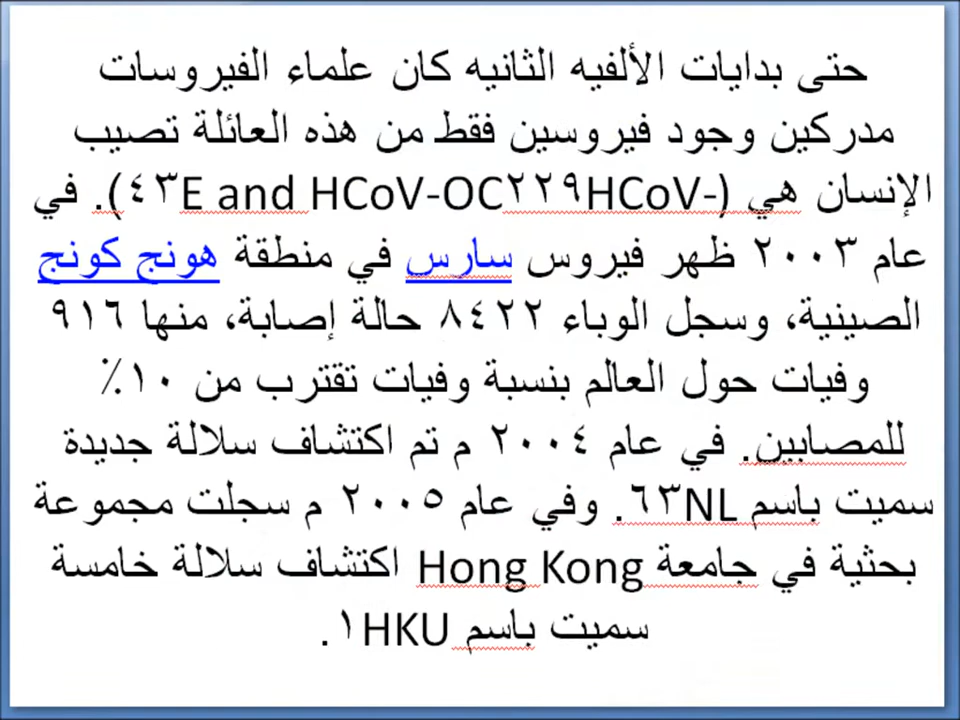 حتى بدايات الألفيه الثانيه كان علماء الفيروسات
مدركين وجود فيروسين فقط من هذه العائلة تصيب
الإنسان هي (-HCoV٢٢٩E and HCoV-OC٤٣). في
عام ٢٠٠٣ ظهر فيروس سارس في منطقة هونج كونج
الصينية، وسجل الوباء ٨٤٢٢ حالة إصابة، منها ٩١٦
وفيات حول العالم بنسبة وفيات تقترب من ١٠٪
للمصابين. في عام ٢٠٠٤ م تم اكتشاف سلالة جديدة
سميت باسم NL٦٣. وفي عام ٢٠٠٥ م سجلت مجموعة
بحثية في جامعة Hong Kong اكتشاف سلالة خامسة
سميت باسم HKU١.